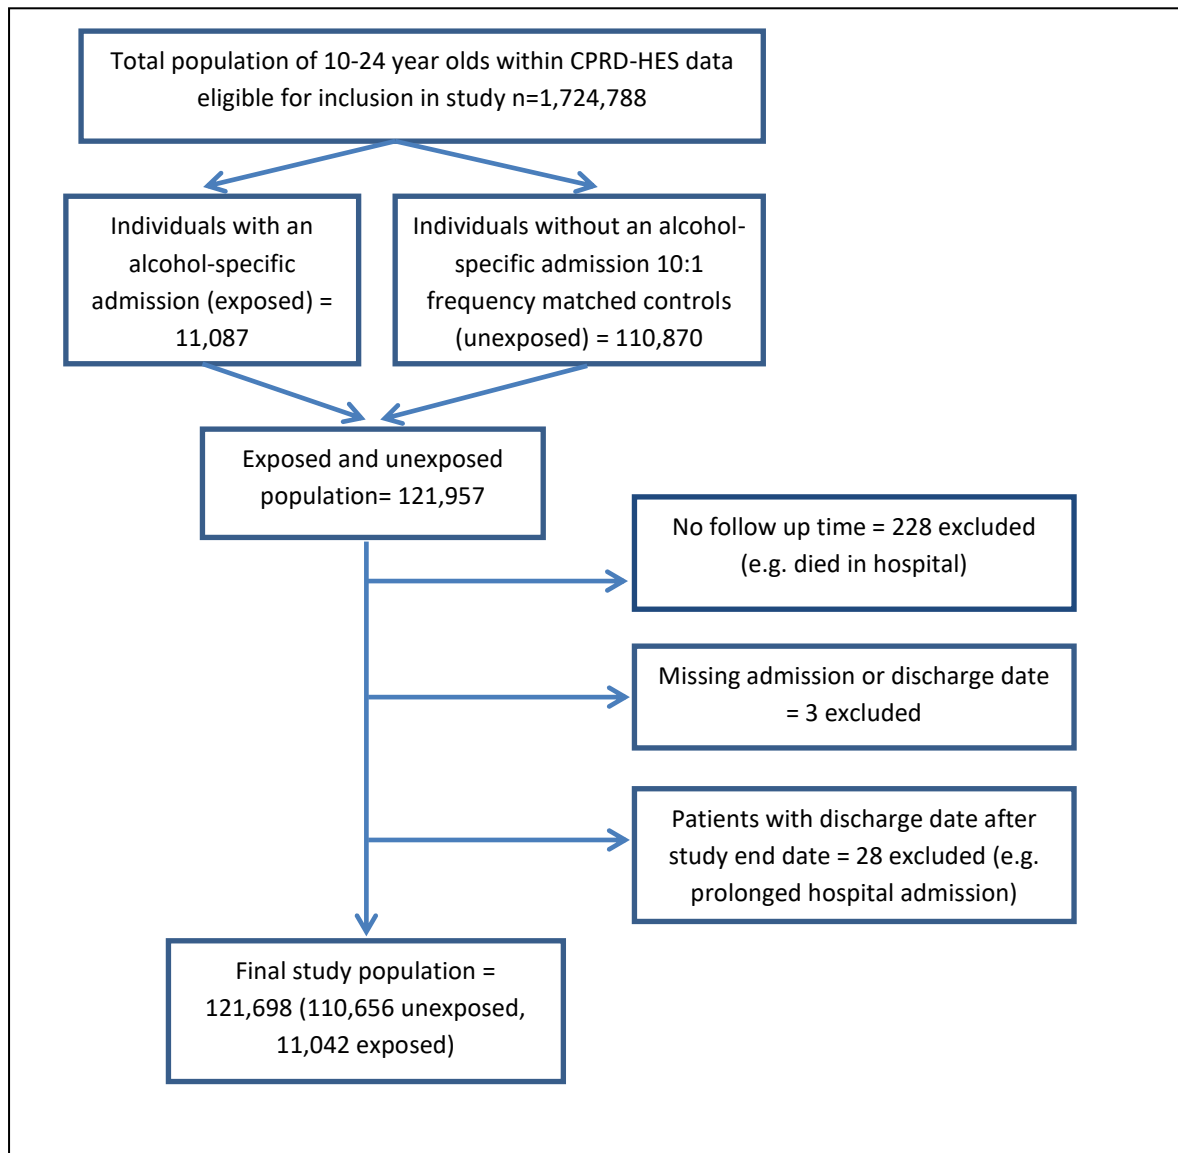 Total population of 10-24 year olds within CPRD-HES data
eligible for inclusion in study n=1,724,788
Individuals with an
alcohol-specific
admission (exposed) =
11,087
Individuals without an alcohol-
specific admission 10:1
frequency matched controls
(unexposed) = 110,870
Exposed and unexposed
population= 121,957
No follow up time = 228 excluded
(e.g. died in hospital)
Missing admission or discharge date
= 3 excluded
Patients with discharge date after
study end date = 28 excluded (e.g.
prolonged hospital admission)
Final study population =
121,698 (110,656 unexposed,
11,042 exposed)